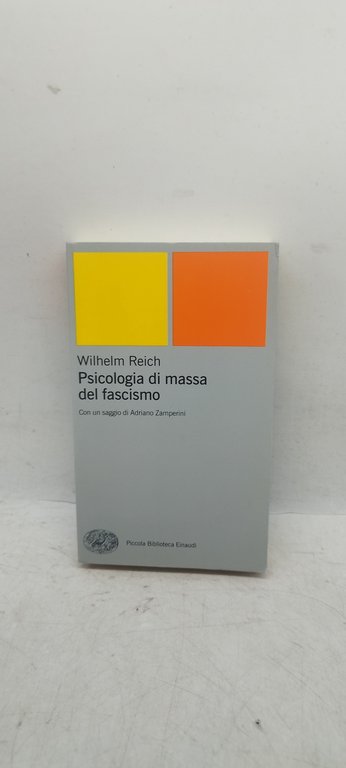 Wilhelm Reich
Psicologia di massa
del fascismo
Con un saggio di Adriano Zamperini
Piccola Biblioteca Einaudi